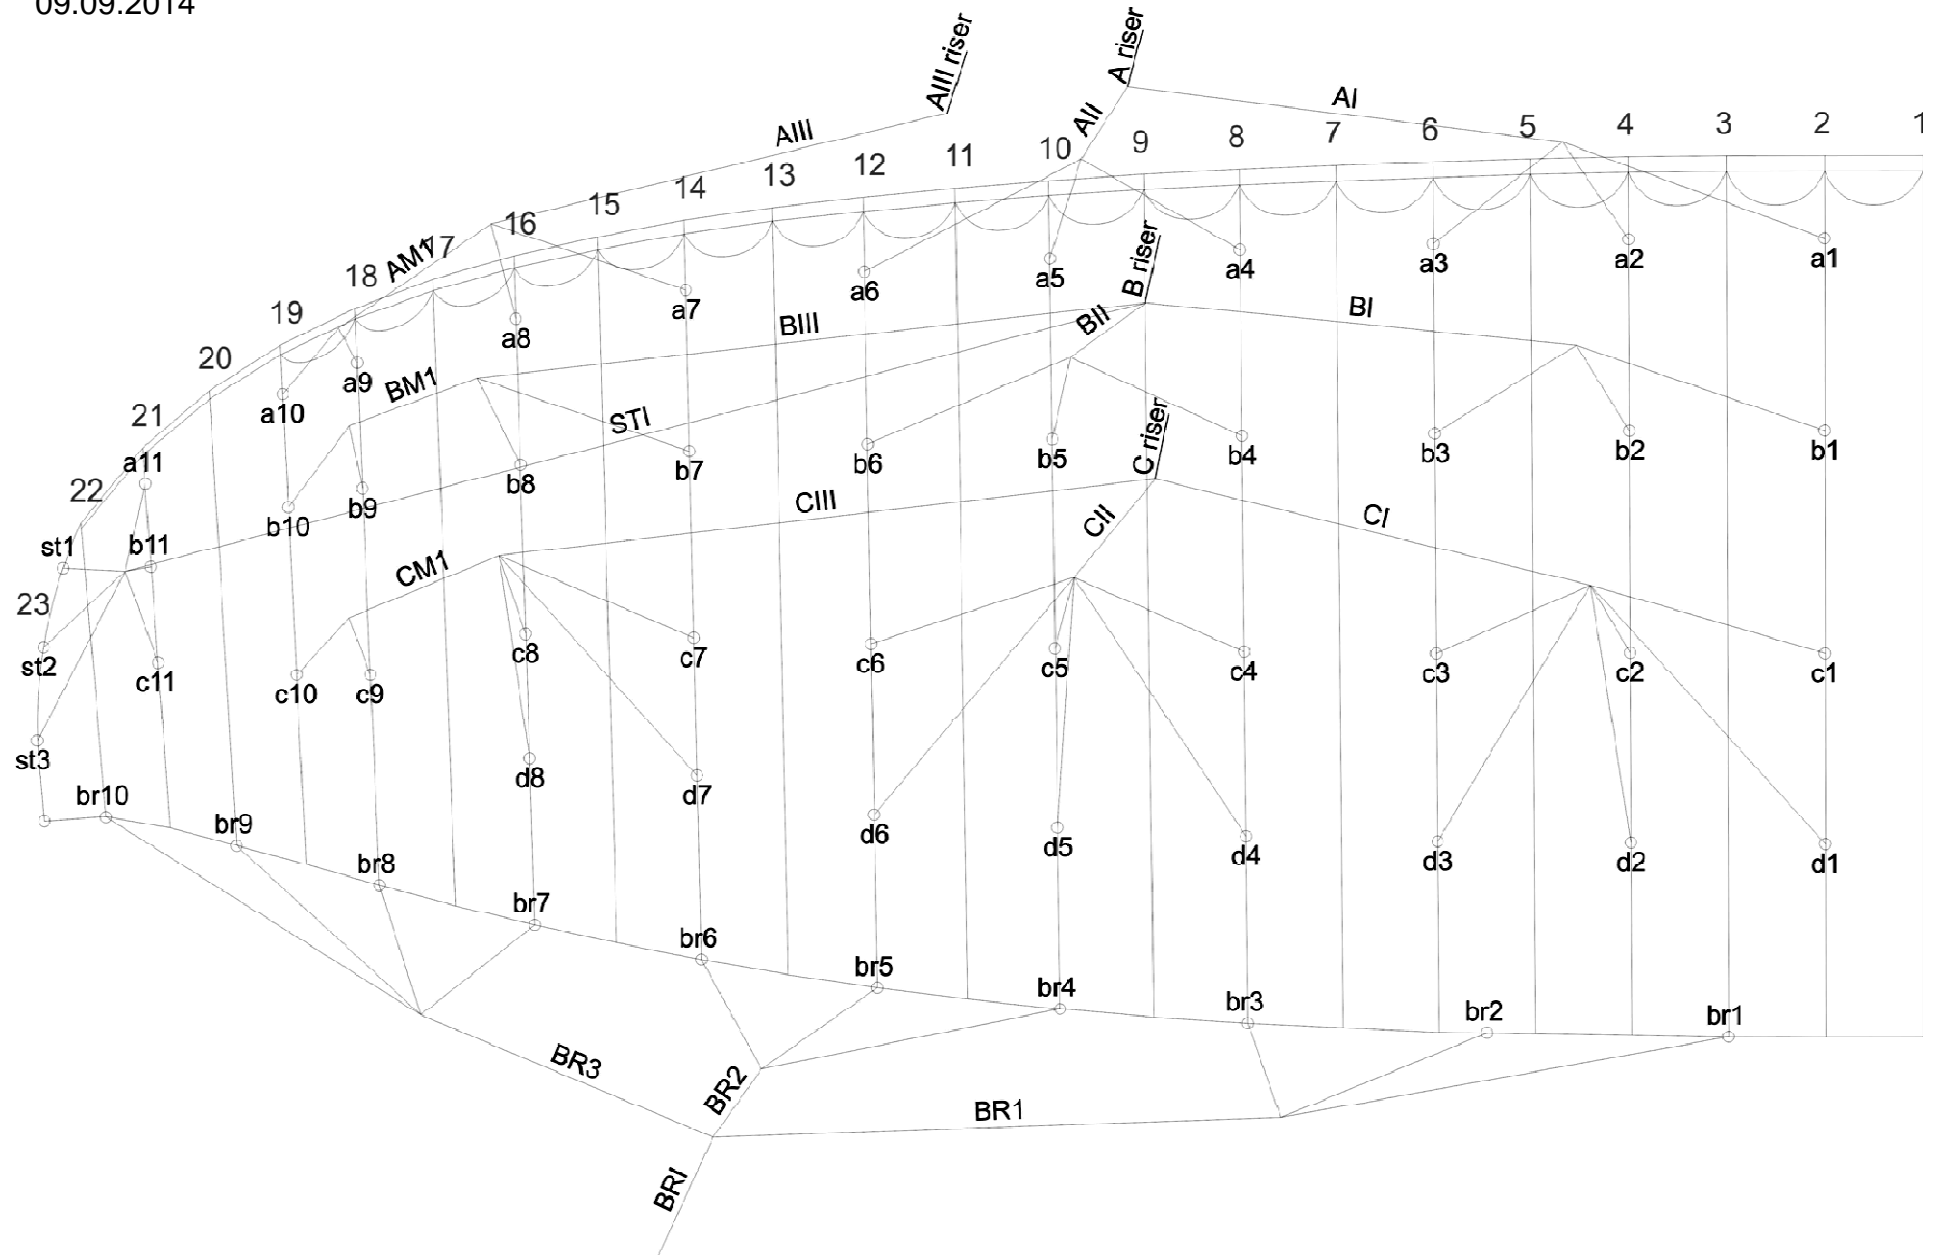 09.09.2014
AIII riser
A riser
AI
AIII
AII
1
2
3
4
5
6
7
8
9
10
11
12
13
14
15
16
17
18
19
20
21
22
23
AM1
a1
a2
a3
a4
a5
a6
a7
a8
a9
a10
a11
B riser
BI
BII
BIII
BM1
STI
b1
b2
b3
b4
b5
b6
b7
b8
b9
b10
b11
C riser
CI
CII
CIII
CM1
st1
st2
st3
c1
c2
c3
c4
c5
c6
c7
c8
c9
c10
c11
d1
d2
d3
d4
d5
d6
d7
d8
br10
br9
br8
br7
br6
br5
br4
br3
br2
br1
BR3
BR2
BR1
BRI